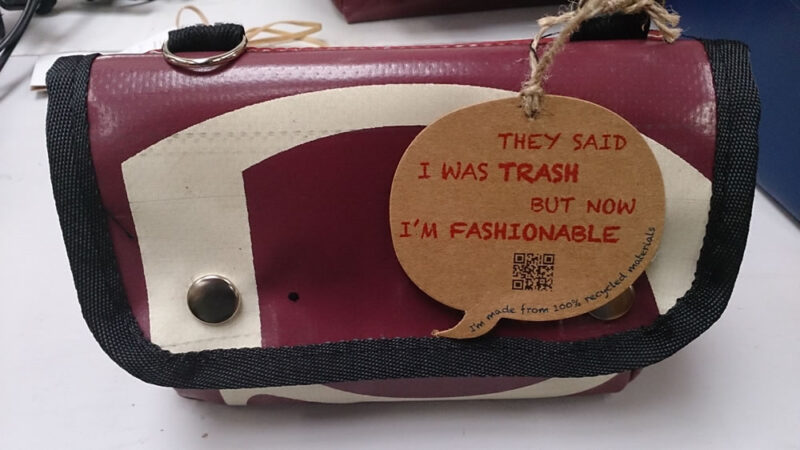 THEY SAID
I WAS TRASH
BUT NOW
I'M FASHIONABLE
I'm made from 100% recycled materials